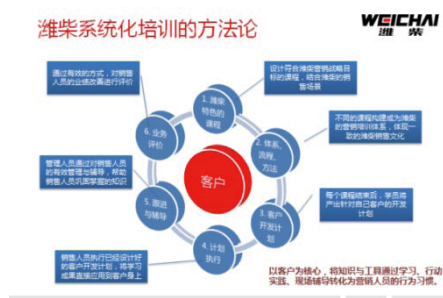 潍柴系统化培训的方法论
WEICHAI
潍 柴
设计符合潍柴营销战略目
标的课程，结合潍柴的销
售场景
通过有效的方式，对销售
人员的业绩改善进行评价
1. 潍柴
特色的
课程
6. 业务
评价
2. 体系、
流程、
方法
不同的课程构建成为潍柴
的营销培训体系，体现一
致的潍柴销售文化
客户
管理人员通过对销售人员
的有效管理与辅导，帮助
销售人员巩固掌握的知识
5. 跟进
与辅导
3. 客户
开发计
划
每个课程结束后，学员将
产出针对自己客户的开发
计划
4. 计划
执行
销售人员执行已经设计好
的客户开发计划，将学习
成果直接应用到客户身上
以客户为核心，将知识与工具通过学习、行动
实践、现场辅导转化为营销人员的行为习惯。